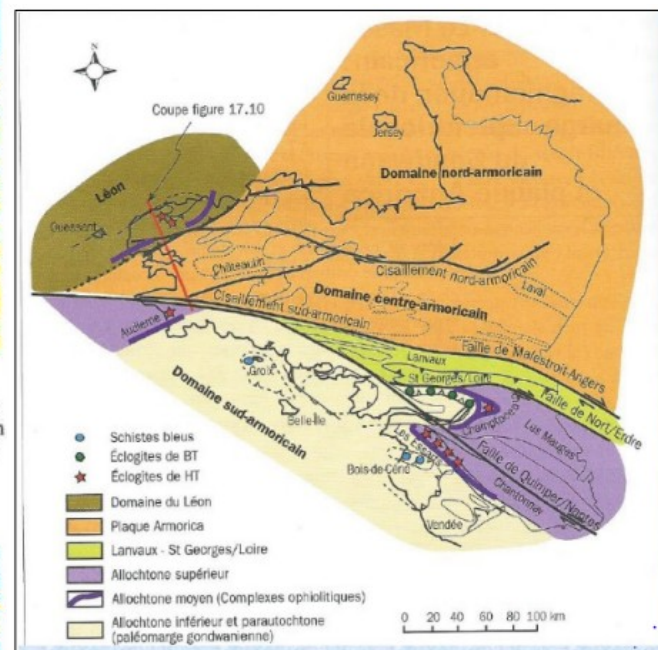 N
Coupe figure 17.10
Guernesey
Jersey
Léon
Ouessant
Domaine nord-armoricain
Châteaulin
Cisaillement nord-armoricain
Laval
Domaine centre-armoricain
Cisaillement sud-armoricain
Faille de Malestroit-Angers
Audierne
Lanvaux
St Georges/Loire
Faille de Nort/Erdre
Groix
Domaine sud-armoricain
Belle-Ile
Champtoceaux
Les Mauges
Les Essarts
Faille de Quimper/Nantes
Bois-de-Céné
Chantonnay
Vendée
Schistes bleus
Éclogites de BT
Éclogites de HT
Domaine du Léon
Plaque Armorica
Lanvaux - St Georges/Loire
Allochtone supérieur
Allochtone moyen (Complexes ophiolitiques)
Allochtone inférieur et parautochtone
(paléomarge gondwanienne)
0 20 40 60 80 100 km